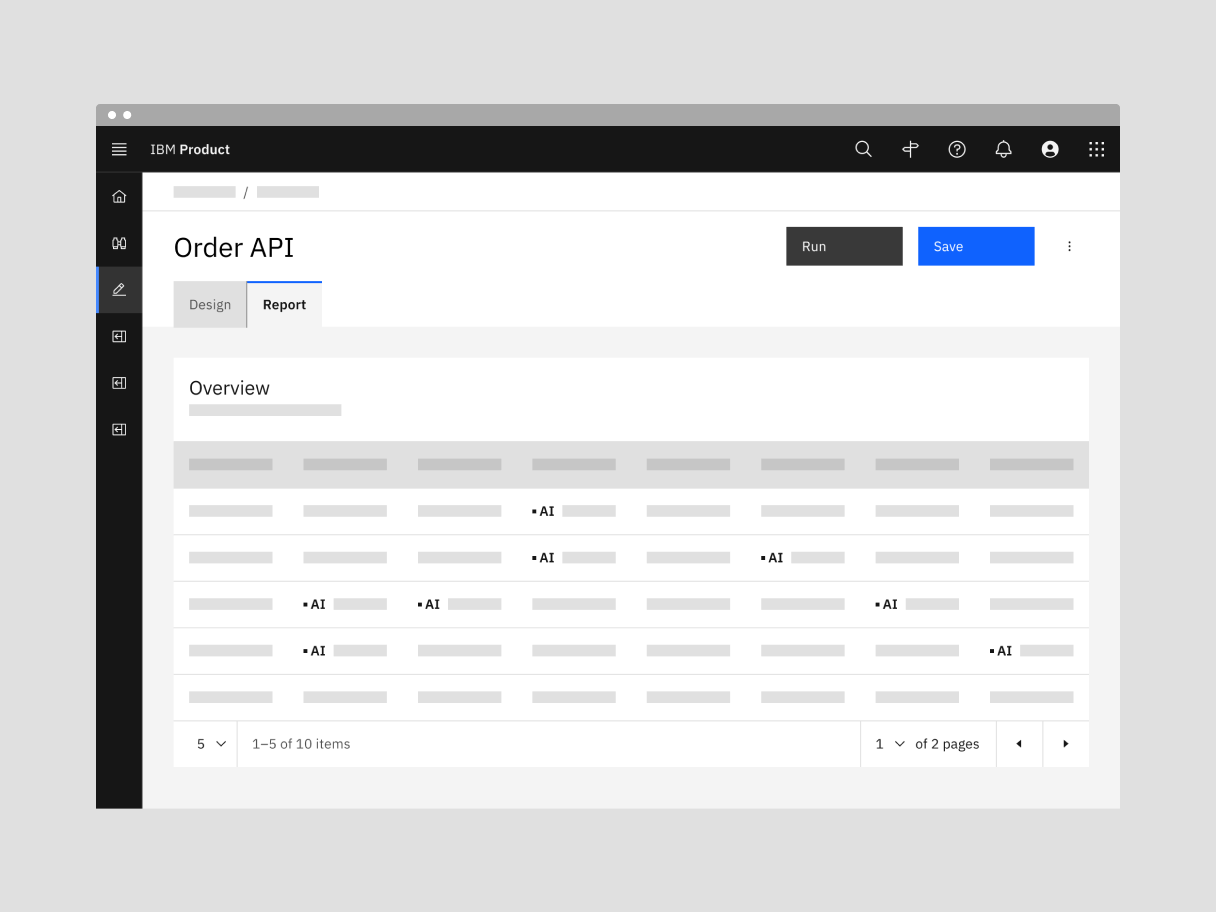 IBM Product
/
Order API
Run
Save
Design
Report
Overview
AI
AI AI
AI AI AI
AI AI
5 1–5 of 10 items 1 of 2 pages